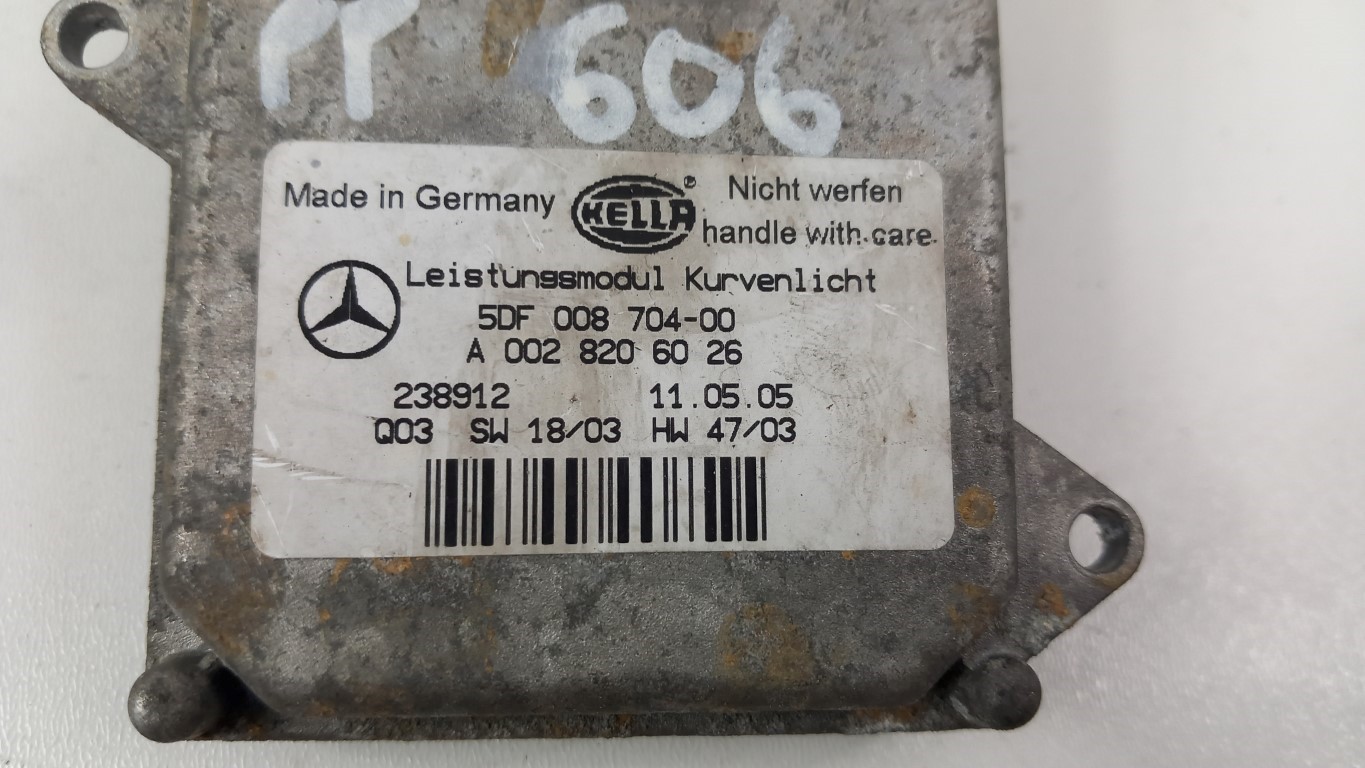 PP 606
Made in Germany HELLA ® Nicht werfen
handle with care.
Leistungsmodul Kurvenlicht
5DF 008 704-00
A 002 820 60 26
238912 11.05.05
Q03 SW 18/03 HW 47/03